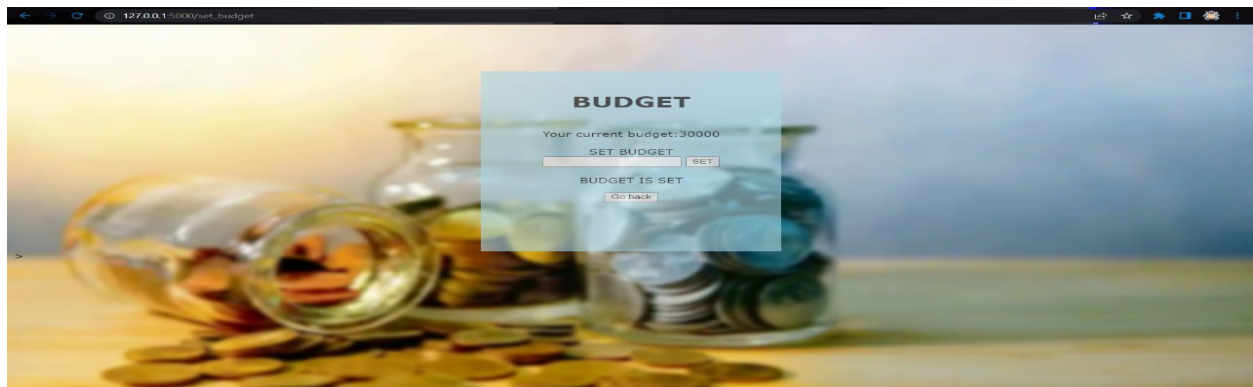 127.0.0.1:5000/set_budget
BUDGET
Your current budget:30000
SET BUDGET
SET
BUDGET IS SET
Go back
>